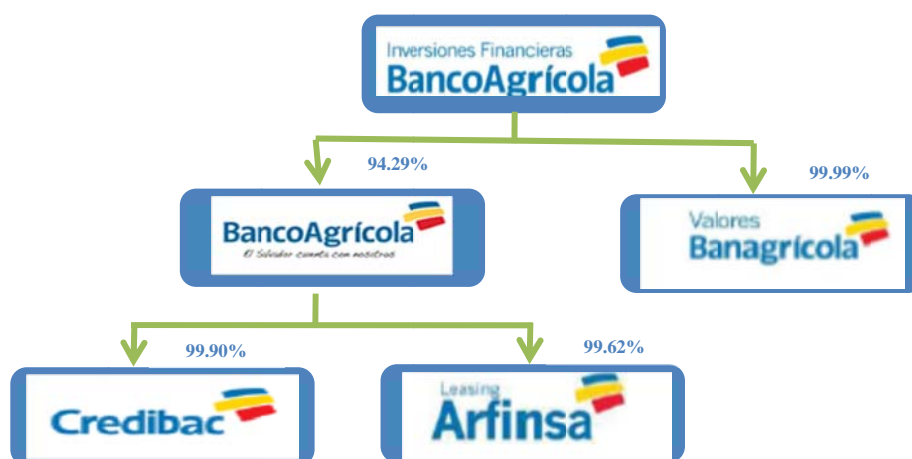 Inversiones Financieras
BancoAgrícola
94.29%
99.99%
BancoAgrícola
El Salvador cuenta con nosotros
Valores
Banagrícola
99.90%
99.62%
Credibac
Leasing
Arfinsa